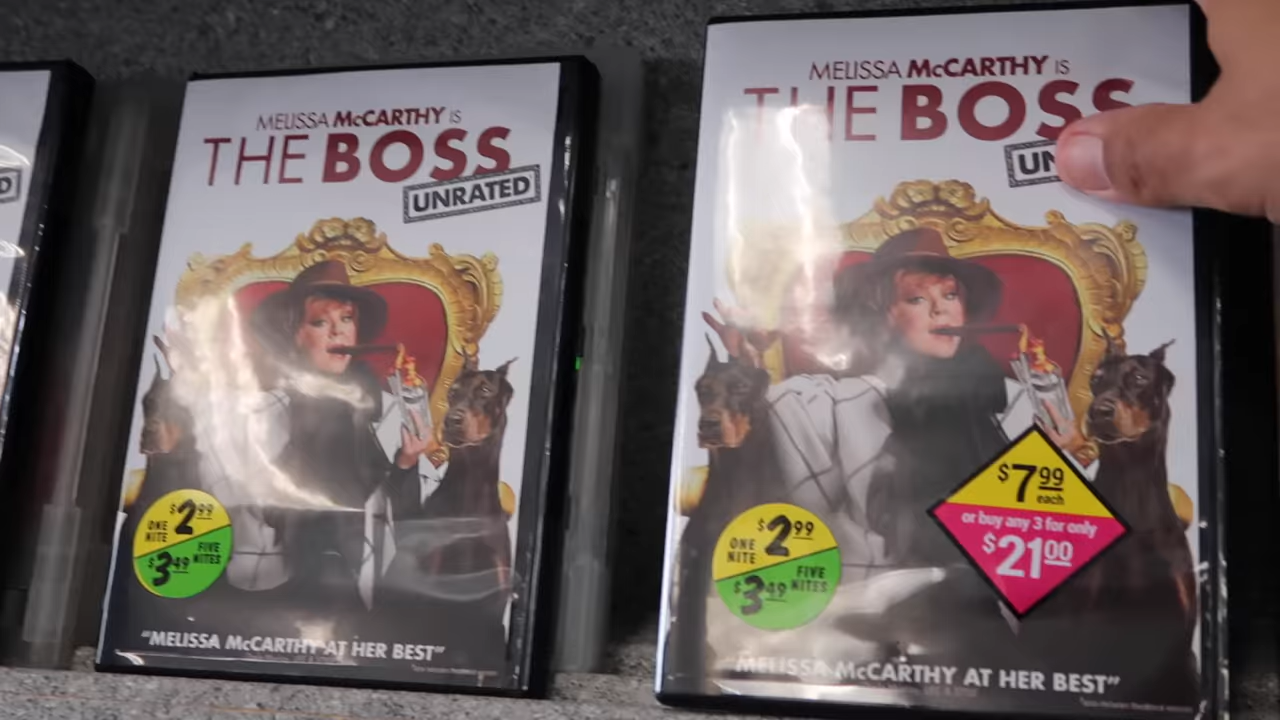 D
MELISSA McCARTHY IS
THE BOSS
UNRATED
$2.99
ONE NITE
FIVE NITES
$3.49
"MELISSA McCARTHY AT HER BEST"
MELISSA McCARTHY IS
THE BOSS
UN
$7.99
each
or buy any 3 for only
$21.00
$2.99
ONE NITE
FIVE NITES
$3.49
"MELISSA McCARTHY AT HER BEST"